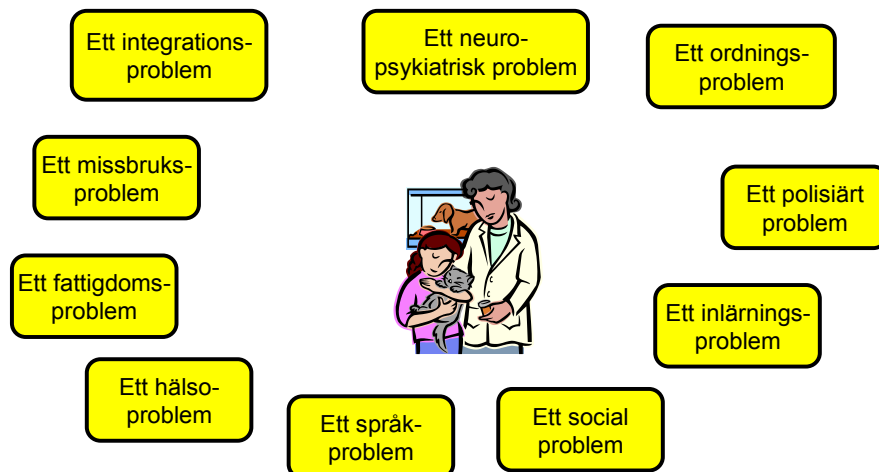 Ett integrations-
problem
Ett neuro-
psykiatrisk problem
Ett ordnings-
problem
Ett missbruks-
problem
Ett polisiärt
problem
Ett fattigdoms-
problem
Ett inlärnings-
problem
Ett hälso-
problem
Ett språk-
problem
Ett social
problem